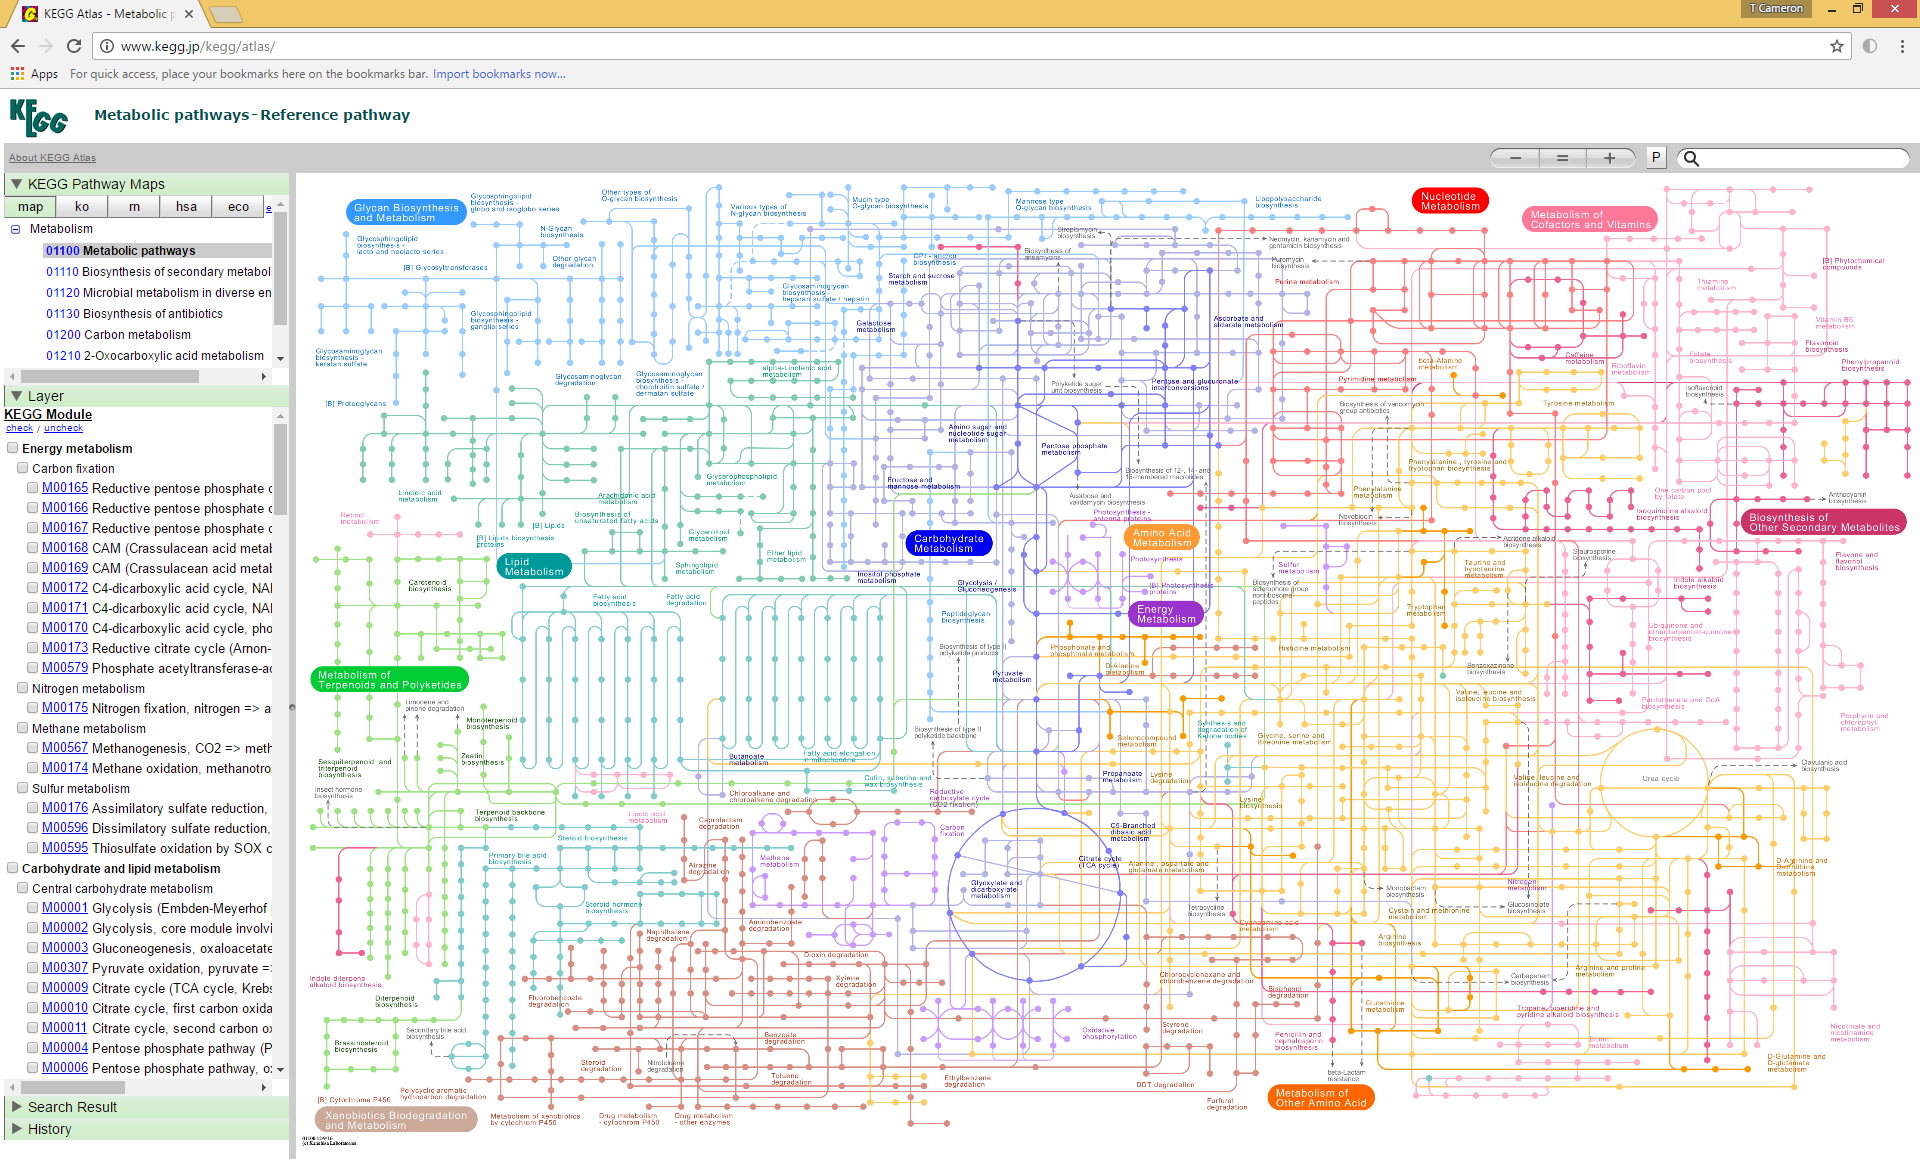 KEGG Atlas - Metabolic p
T Cameron
www.kegg.jp/kegg/atlas/
Apps
For quick access, place your bookmarks here on the bookmarks bar. Import bookmarks now...
KEGG
Metabolic pathways - Reference pathway
About KEGG Atlas
P
KEGG Pathway Maps
map
ko
rn
hsa
eco
e
Metabolism
01100 Metabolic pathways
01110 Biosynthesis of secondary metabol
01120 Microbial metabolism in diverse en
01130 Biosynthesis of antibiotics
01200 Carbon metabolism
01210 2-Oxocarboxylic acid metabolism
Layer
KEGG Module
check / uncheck
Energy metabolism
Carbon fixation
M00165 Reductive pentose phosphate c
M00166 Reductive pentose phosphate c
M00167 Reductive pentose phosphate c
M00168 CAM (Crassulacean acid metab
M00169 CAM (Crassulacean acid metab
M00172 C4-dicarboxylic acid cycle, NAI
M00171 C4-dicarboxylic acid cycle, NAI
M00170 C4-dicarboxylic acid cycle, pho
M00173 Reductive citrate cycle (Arnon-
M00579 Phosphate acetyltransferase-ac
Nitrogen metabolism
M00175 Nitrogen fixation, nitrogen => a
Methane metabolism
M00567 Methanogenesis, CO2 => meth
M00174 Methane oxidation, methanotro
Sulfur metabolism
M00176 Assimilatory sulfate reduction,
M00596 Dissimilatory sulfate reduction,
M00595 Thiosulfate oxidation by SOX c
Carbohydrate and lipid metabolism
Central carbohydrate metabolism
M00001 Glycolysis (Embden-Meyerhof
M00002 Glycolysis, core module involvi
M00003 Gluconeogenesis, oxaloacetate
M00307 Pyruvate oxidation, pyruvate =>
M00009 Citrate cycle (TCA cycle, Krebs
M00010 Citrate cycle, first carbon oxida
M00011 Citrate cycle, second carbon ox
M00004 Pentose phosphate pathway (P
M00006 Pentose phosphate pathway, ox
Search Result
History
Glycan Biosynthesis
and Metabolism
Glycosphingolipid
biosynthesis -
globo and isoglobo series
Other types of
O-glycan biosynthesis
Various types of
N-glycan biosynthesis
Mucin type
O-glycan biosynthesis
Mannose type
O-glycan biosynthesis
Lipopolysaccharide
biosynthesis
Nucleotide
Metabolism
Metabolism of
Cofactors and Vitamins
Glycosphingolipid
biosynthesis -
lacto and neolacto series
N-Glycan
biosynthesis
Other glycan
degradation
[B] Glycosyltransferases
GPI - anchor
biosynthesis
Streptomycin
biosynthesis
Biosynthesis of
ansamycins
Neomycin, kanamycin and
gentamicin biosynthesis
Puromycin
biosynthesis
Purine metabolism
[B] Phytochemical
compounds
Thiamine
metabolism
Starch and sucrose
metabolism
Glycosaminoglycan
biosynthesis -
heparan sulfate / heparin
Glycosphingolipid
biosynthesis -
ganglio series
Galactose
metabolism
Ascorbate and
aldarate metabolism
Vitamin B6
metabolism
Flavonoid
biosynthesis
Phenylpropanoid
biosynthesis
Glycosaminoglycan
biosynthesis -
keratan sulfate
Glycosaminoglycan
degradation
Glycosaminoglycan
biosynthesis -
chondroitin sulfate /
dermatan sulfate
alpha-Linolenic acid
metabolism
Polyketide sugar
unit biosynthesis
Pentose and glucuronate
interconversions
Pyrimidine metabolism
beta-Alanine
metabolism
Caffeine
metabolism
Riboflavin
metabolism
Folate
biosynthesis
Isoflavonoid
biosynthesis
[B] Proteoglycans
Biosynthesis of vancomycin
group antibiotics
Tyrosine metabolism
Amino sugar and
nucleotide sugar
metabolism
Pentose phosphate
metabolism
Biosynthesis of 12-, 14- and
16-membered macrolides
Phenylalanine, tyrosine and
tryptophan biosynthesis
Linoleic acid
metabolism
Arachidonic acid
metabolism
Glycerophospholipid
metabolism
Fructose and
mannose metabolism
Acarbose and
validamycin biosynthesis
Phenylalanine
metabolism
One carbon pool
by folate
Anthocyanin
biosynthesis
Retinol
metabolism
[B] Lipids
Biosynthesis of
unsaturated fatty acids
Photosynthesis -
antenna proteins
Novobiocin
biosynthesis
Isoquinoline alkaloid
biosynthesis
Biosynthesis of
Other Secondary Metabolites
[B] Lipids biosynthesis
proteins
Glycerolipid
metabolism
Ether lipid
metabolism
Carbohydrate
Metabolism
Amino Acid
Metabolism
Acridone alkaloid
biosynthesis
Staurosporine
biosynthesis
Lipid
Metabolism
Sphingolipid
metabolism
Inositol phosphate
metabolism
Photosynthesis
Sulfur
metabolism
Taurine and
hypotaurine
metabolism
Flavone and
flavonol
biosynthesis
Carotenoid
biosynthesis
Fatty acid
biosynthesis
Fatty acid
degradation
Glycolysis /
Gluconeogenesis
[B] Photosynthesis
proteins
Biosynthesis of
siderophore group
nonribosomal
peptides
Indole alkaloid
biosynthesis
Peptidoglycan
biosynthesis
Energy
Metabolism
Tryptophan
metabolism
Ubiquinone and
other terpenoid-quinone
biosynthesis
Metabolism of
Terpenoids and Polyketides
Biosynthesis of type II
polyketide products
Phosphonate and
phosphinate metabolism
D-Alanine
metabolism
Histidine metabolism
Benzoxazinone
biosynthesis
Pyruvate
metabolism
Valine, leucine and
isoleucine biosynthesis
Pantothenate and CoA
biosynthesis
Porphyrin and
chlorophyll
metabolism
Limonene and
pinene degradation
Monoterpenoid
biosynthesis
Biosynthesis of type II
polyketide backbone
Selenocompound
metabolism
Synthesis and
degradation of
Ketone bodies
Glycine, serine and
threonine metabolism
Sesquiterpenoid and
triterpenoid
biosynthesis
Zeatin
biosynthesis
Butanoate
metabolism
Fatty acid elongation
in mitochondria
Cutin, suberine and
wax biosynthesis
Propanoate
metabolism
Lysine
degradation
Valine, leucine and
isoleucine degradation
Urea cycle
Clavulanic acid
biosynthesis
Insect hormone
biosynthesis
Terpenoid backbone
biosynthesis
Chloroalkane and
chloroalkene degradation
Reductive
carboxylate cycle
(CO2 fixation)
Lysine
biosynthesis
Lipoic acid
metabolism
Caprolactam
degradation
Steroid biosynthesis
Carbon
fixation
C5-Branched
dibasic acid
metabolism
Primary bile acid
biosynthesis
Atrazine
degradation
Methane
metabolism
Citrate cycle
(TCA cycle)
Alanine, aspartate and
glutamate metabolism
D-Arginine and
D-ornithine
metabolism
Glyoxylate and
dicarboxylate
metabolism
Monobactam
biosynthesis
Nitrogen
metabolism
Steroid hormone
biosynthesis
Tetracycline
biosynthesis
Cystein and methionine
metabolism
Glucosinolate
biosynthesis
Aminobenzoate
degradation
Naphthalene
degradation
Cyanoamino acid
metabolism
Arginine
biosynthesis
Dioxin degradation
Indole diterpene
alkaloid biosynthesis
Xylene
degradation
Chlorocyclohexane and
chlorobenzene degradation
Bisphenol
degradation
Carbapenem
biosynthesis
Arginine and proline
metabolism
Diterpenoid
biosynthesis
Fluorobenzoate
degradation
Glutathione
metabolism
Tropane, piperidine and
pyridine alkaloid biosynthesis
Brassinosteroid
biosynthesis
Secondary bile acid
biosynthesis
Benzoate
degradation
Oxidative
phosphorylation
Styrene
degradation
Penicillin and
cephalosporin
biosynthesis
Biotin
metabolism
Nicotinate and
nicotinamide
metabolism
Steroid
degradation
Nitrotoluene
degradation
Toluene
degradation
Ethylbenzene
degradation
DDT degradation
beta-Lactam
resistance
D-Glutamine and
D-glutamate
metabolism
[B] Cytochrome P450
Polycyclic aromatic
hydrocarbon degradation
Furfural
degradation
Metabolism of
Other Amino Acid
Xenobiotics Biodegradation
and Metabolism
Metabolism of xenobiotics
by cytochrom P450
Drug metabolism
- cytochrom P450
Drug metabolism
- other enzymes
(c) Kanehisa Laboratories